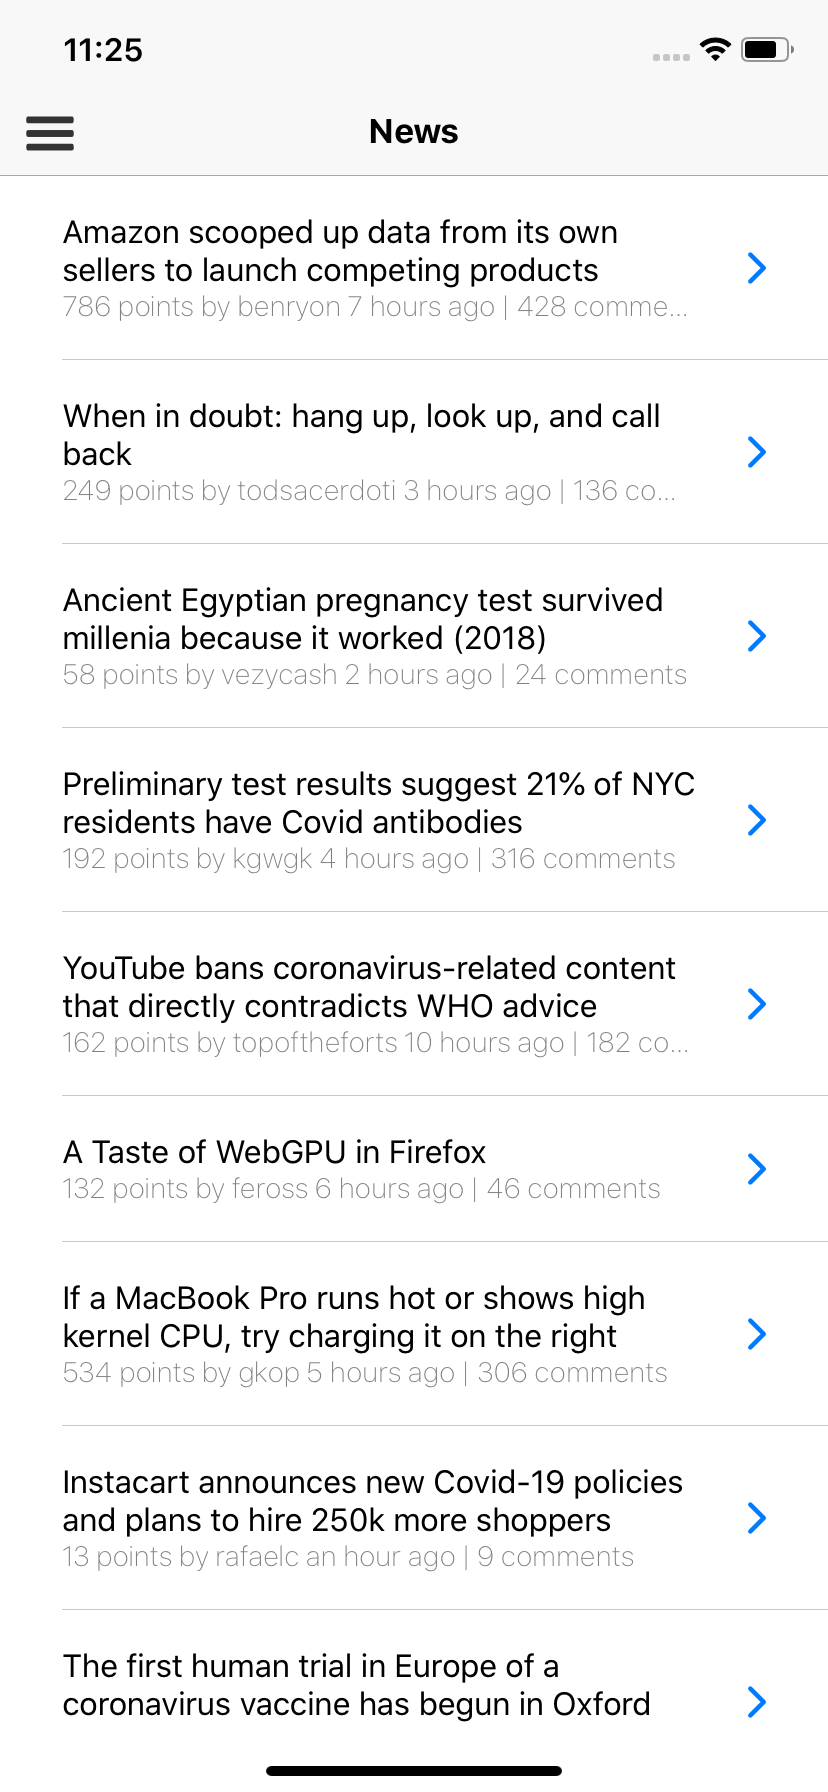 11:25
News
Amazon scooped up data from its own
sellers to launch competing products
786 points by benryon 7 hours ago | 428 comme...
When in doubt: hang up, look up, and call
back
249 points by todsacerdoti 3 hours ago | 136 co...
Ancient Egyptian pregnancy test survived
millenia because it worked (2018)
58 points by vezycash 2 hours ago | 24 comments
Preliminary test results suggest 21% of NYC
residents have Covid antibodies
192 points by kgwgk 4 hours ago | 316 comments
YouTube bans coronavirus-related content
that directly contradicts WHO advice
162 points by topoftheforts 10 hours ago | 182 co...
A Taste of WebGPU in Firefox
132 points by feross 6 hours ago | 46 comments
If a MacBook Pro runs hot or shows high
kernel CPU, try charging it on the right
534 points by gkop 5 hours ago | 306 comments
Instacart announces new Covid-19 policies
and plans to hire 250k more shoppers
13 points by rafaelc an hour ago | 9 comments
The first human trial in Europe of a
coronavirus vaccine has begun in Oxford